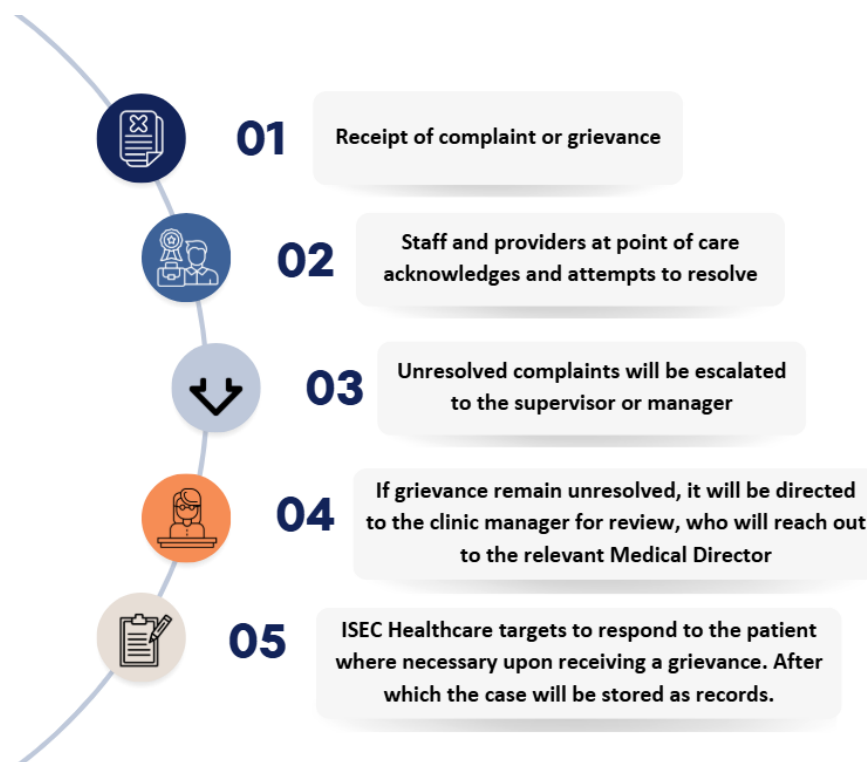 01
Receipt of complaint or grievance
02
Staff and providers at point of care
acknowledges and attempts to resolve
03
Unresolved complaints will be escalated
to the supervisor or manager
04
If grievance remain unresolved, it will be directed
to the clinic manager for review, who will reach out
to the relevant Medical Director
05
ISEC Healthcare targets to respond to the patient
where necessary upon receiving a grievance. After
which the case will be stored as records.